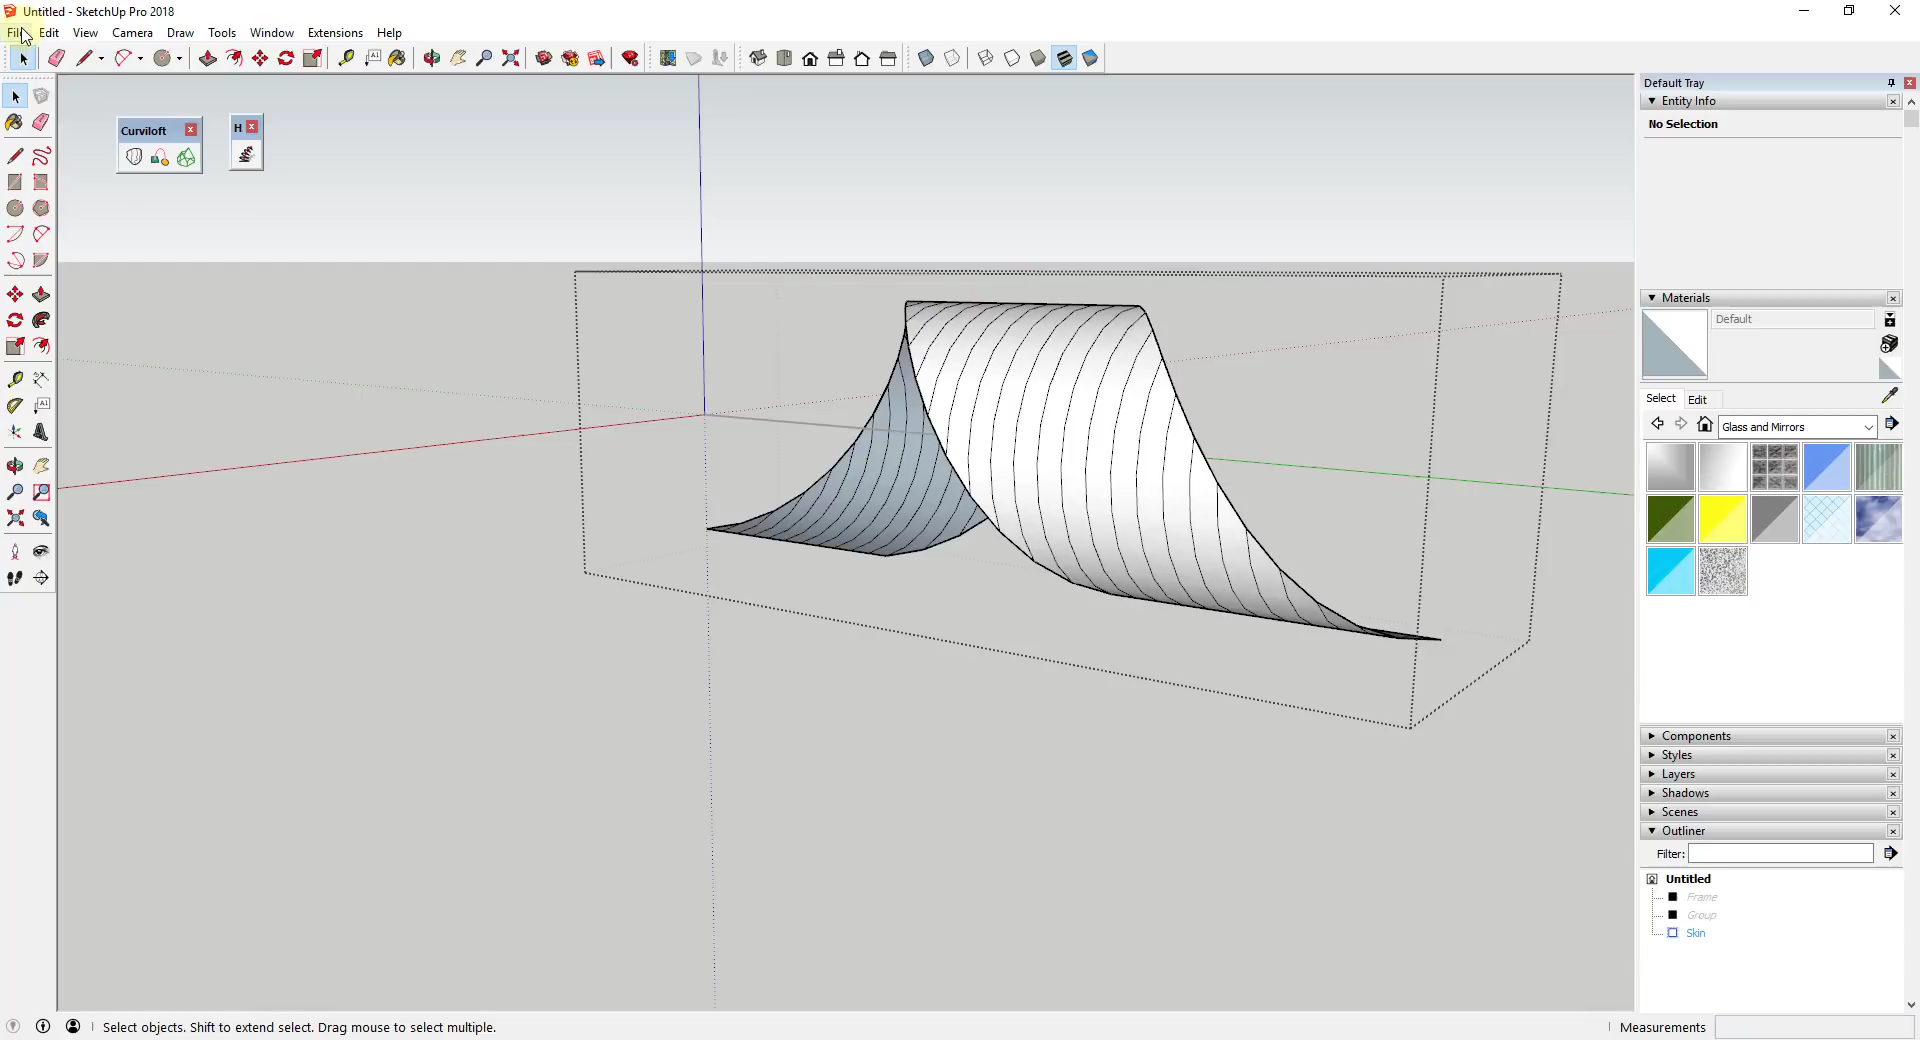 Untitled - SketchUp Pro 2018
File Edit View Camera Draw Tools Window Extensions Help
Default Tray
Entity Info
No Selection
Curviloft
H
Materials
Default
Select Edit
Glass and Mirrors
Components
Styles
Layers
Shadows
Scenes
Outliner
Filter:
Untitled
Frame
Group
Skin
Select objects. Shift to extend select. Drag mouse to select multiple.
Measurements